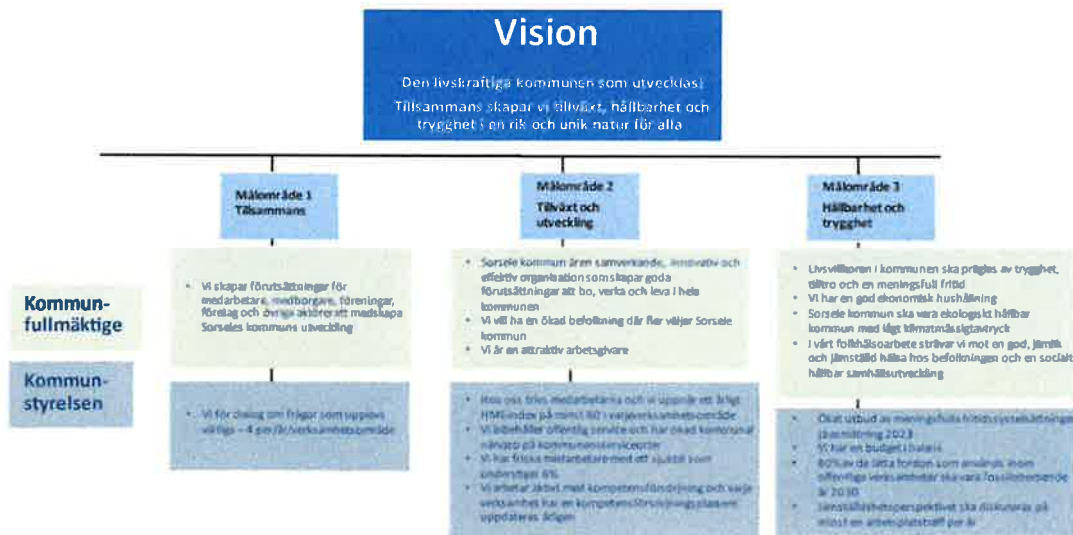 Vision
Den livskraftiga kommunen som utvecklas!
Tillsammans skapar vi tillväxt, hållbarhet och
trygghet i en rik och unik natur för alla
Målområde 1
Tillsammans
Målområde 2
Tillväxt och
utveckling
Målområde 3
Hållbarhet och
trygghet
Kommun-
fullmäktige
• Vi skapar förutsättningar för
medarbetare, medborgare, föreningar,
företag och övriga aktörer att medskapa
Sorseles kommuns utveckling
• Sorsele kommun är en samverkande, innovativ och
effektiv organisation som skapar goda
förutsättningar att bo, verka och leva i hela
kommunen
• Vi vill ha en ökad befolkning där fler väljer Sorsele
kommun
• Vi är en attraktiv arbetsgivare
• Livsvillkoren i kommunen ska präglas av trygghet,
tilltro och en meningsfull fritid
• Vi har en god ekonomisk hushållning
• Sorsele kommun ska vara ekologiskt hållbar
kommun med lågt klimatmässigt avtryck
• I vårt folkhälsoarbete strävar vi mot en god, jämlik
och jämställd hälsa hos befolkningen och en socialt
hållbar samhällsutveckling
Kommun-
styrelsen
• Vi för dialog om frågor som upplevs
viktiga – 4 per/år/verksamhetsområde
• Hos oss trivs medarbetarna och vi uppnår ett årligt
HME-index på minst 80 i varje verksamhetsområde
• Vi bibehåller offentlig service och har ökad kommunal
närvaro på kommunens serviceorter
• Vi har friska medarbetare med ett sjuktal som
understiger 6%
• Vi arbetar aktivt med kompetensförsörjning och varje
verksamhet har en kompetensförsörjningsplan som
uppdateras årligen
• Ökat utbud av meningsfulla fritidssysselsättningar
(basmätning 2023
• Vi har en budget i balans
• 80% av de lätta fordon som används inom
offentliga verksamheter ska vara fossiloberoende
år 2030
• Jämställdhetsperspektivet ska diskuteras på
minst en arbetsplatsträff per år